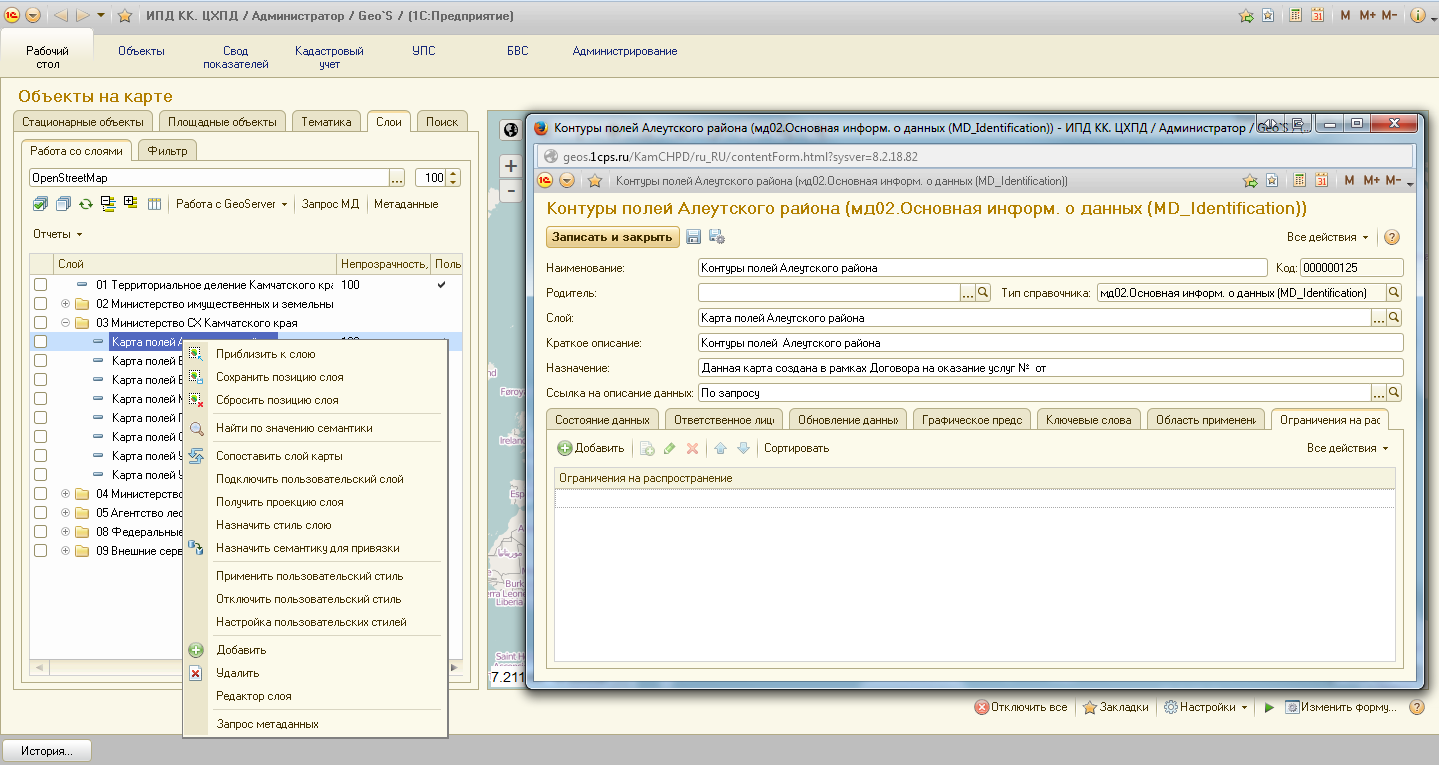 ИПД КК. ЦХПД / Администратор / Geo`S / (1С:Предприятие)
M M+ M-
Рабочий стол
Объекты
Свод показателей
Кадастровый учет
УПС
БВС
Администрирование
Объекты на карте
Стационарные объекты
Площадные объекты
Тематика
Слои
Поиск
Работа со слоями
Фильтр
OpenStreetMap
...
100
Работа с GeoServer
Запрос МД
Метаданные
Отчеты
Слой
Непрозрачность,
Поль
01 Территориальное деление Камчатского кра
100
02 Министерство имущественных и земельны
03 Министерство СХ Камчатского края
Карта полей А
Карта полей
Карта полей
Карта полей М
Карта полей
Карта полей
Карта полей
Карта полей
04 Министерство
05 Агентство лес
08 Федеральные
09 Внешние серв
Приблизить к слою
Сохранить позицию слоя
Сбросить позицию слоя
Найти по значению семантики
Сопоставить слой карты
Подключить пользовательский слой
Получить проекцию слоя
Назначить стиль слою
Назначить семантику для привязки
Применить пользовательский стиль
Отключить пользовательский стиль
Настройка пользовательских стилей
Добавить
Удалить
Редактор слоя
Запрос метаданных
+
-
Føroya
Ireland
Saint H
7.211
Контуры полей Алеутского района (мд02.Основная информ. о данных (MD_Identification)) - ИПД КК. ЦХПД / Администратор / Geo`S
geos.1cps.ru/KamCHPD/ru_RU/contentForm.html?sysver=8.2.18.82
Контуры полей Алеутского района (мд02.Основная информ. о данных (MD_Identification))
M M+ M-
Контуры полей Алеутского района (мд02.Основная информ. о данных (MD_Identification))
Записать и закрыть
Все действия
?
Наименование:
Контуры полей Алеутского района
Код:
000000125
Родитель:
...
Тип справочника:
мд02.Основная информ. о данных (MD_Identification)
Слой:
Карта полей Алеутского района
...
Краткое описание:
Контуры полей  Алеутского района
Назначение:
Данная карта создана в рамках Договора на оказание услуг №  от
Ссылка на описание данных:
По запросу
...
Состояние данных
Ответственное лиц
Обновление данны
Графическое предс
Ключевые слова
Область применени
Ограничения на рас
Добавить
Сортировать
Все действия
Ограничения на распространение
Отключить все
Закладки
Настройки
Изменить форму...
?
История...